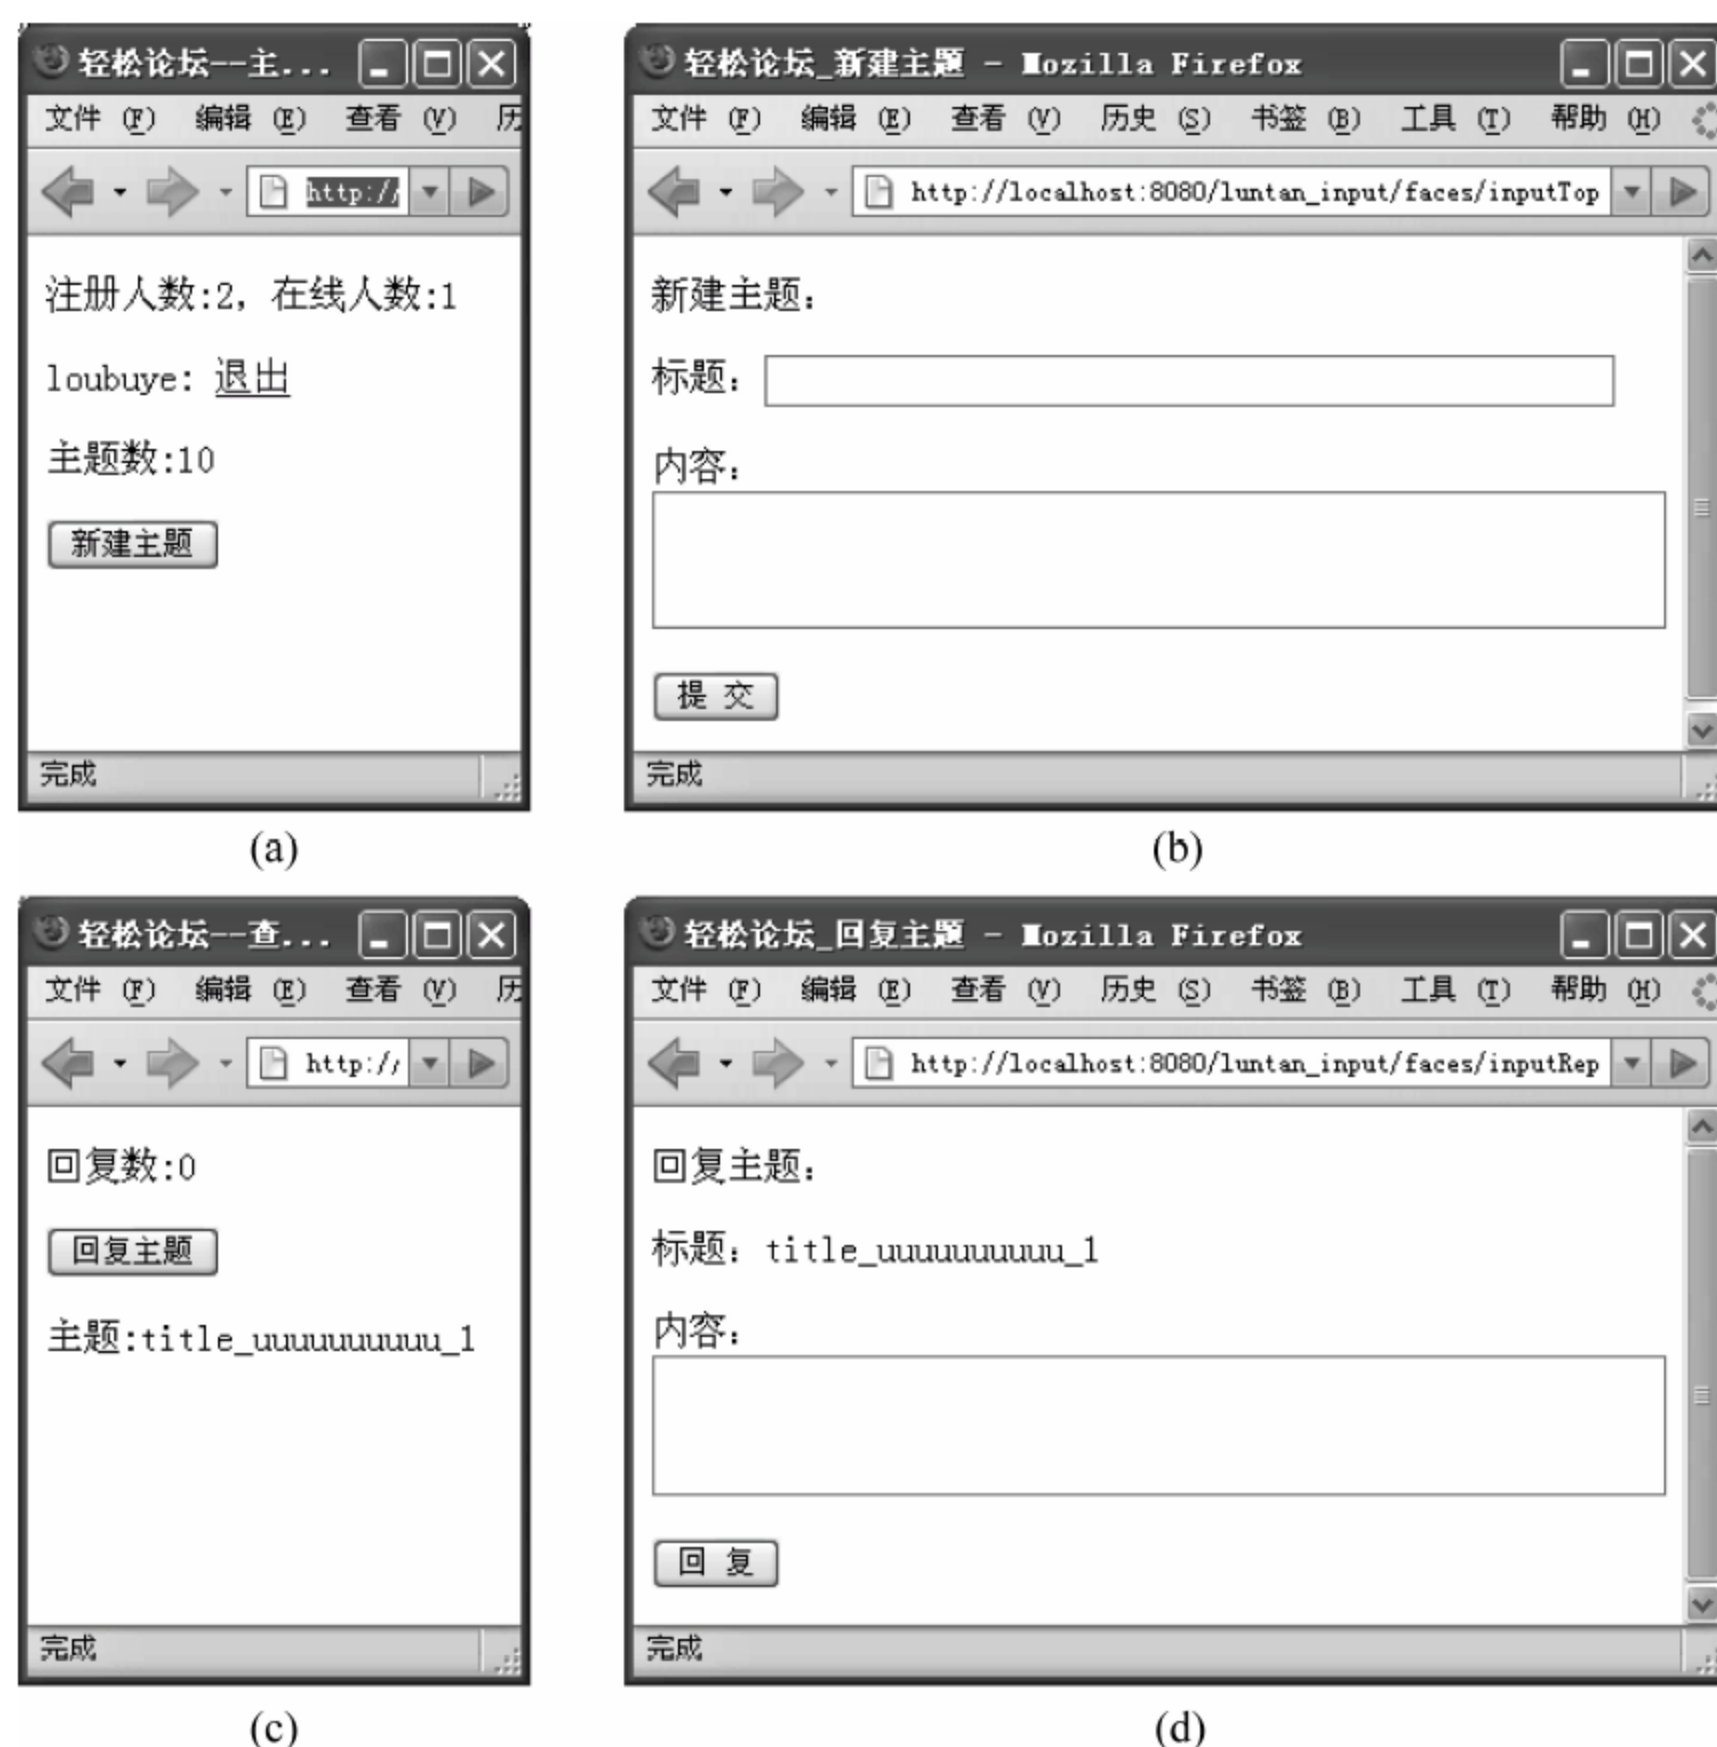 轻松论坛--主...
文件 (F) 编辑 (E) 查看 (V) 历
http://
注册人数:2, 在线人数:1
loubuye: 退出
主题数:10
新建主题
完成
(a)
轻松论坛_新建主题 - Mozilla Firefox
文件 (F) 编辑 (E) 查看 (V) 历史 (S) 书签 (B) 工具 (T) 帮助 (H)
http://localhost:8080/luntan_input/faces/inputTop
新建主题:
标题:
内容:
提 交
完成
(b)
轻松论坛--查...
文件 (F) 编辑 (E) 查看 (V) 历
http://
回复数:0
回复主题
主题:title_uuuuuuuuuu_1
完成
(c)
轻松论坛_回复主题 - Mozilla Firefox
文件 (F) 编辑 (E) 查看 (V) 历史 (S) 书签 (B) 工具 (T) 帮助 (H)
http://localhost:8080/luntan_input/faces/inputRep
回复主题:
标题: title_uuuuuuuuuu_1
内容:
回 复
完成
(d)